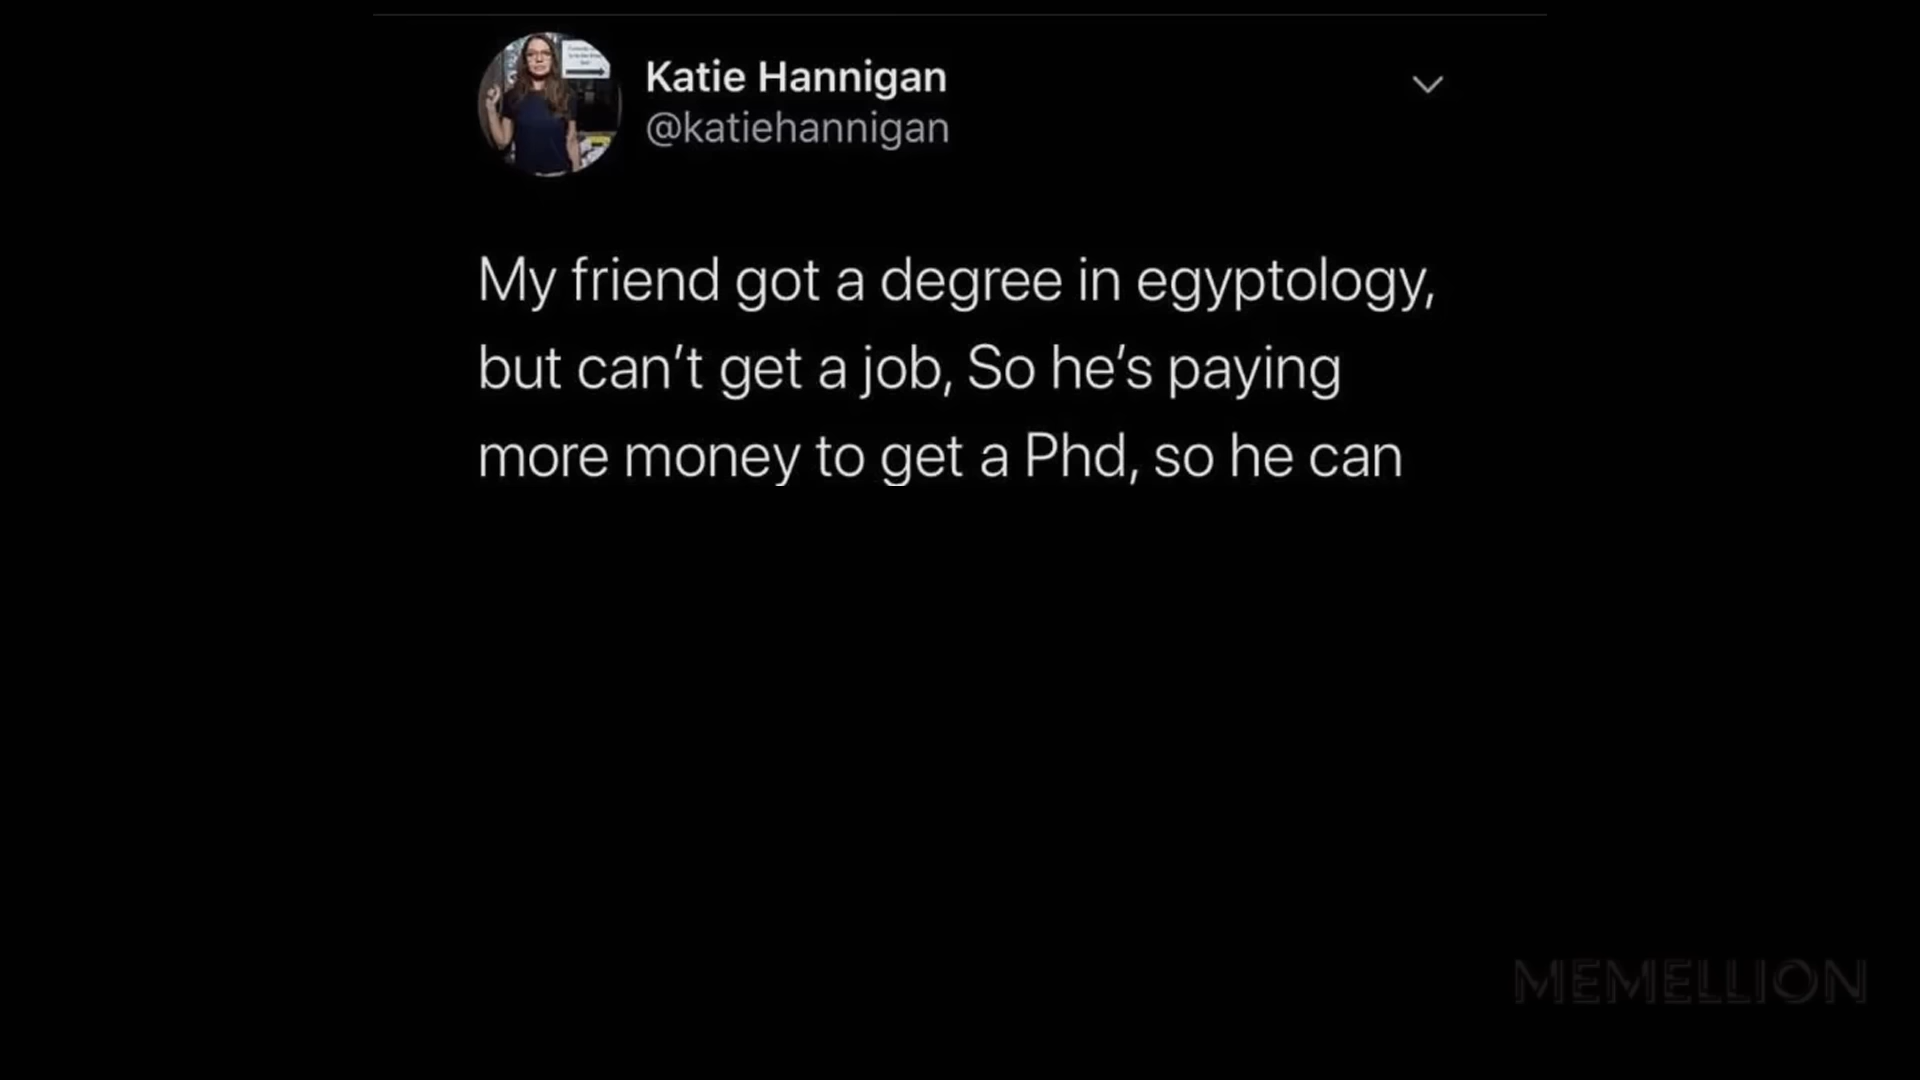 Katie Hannigan
@katiehannigan
My friend got a degree in egyptology,
but can’t get a job, So he’s paying
more money to get a Phd, so he can
MEMELLION